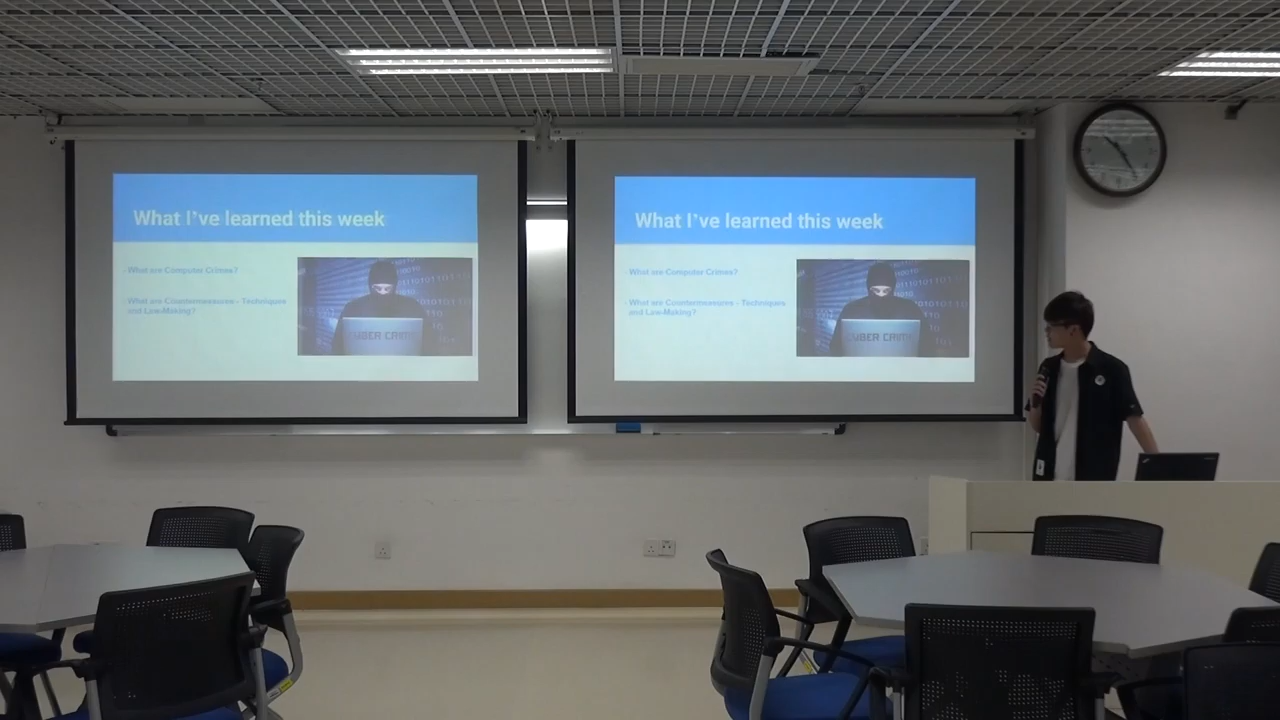 What I've learned this week
- What are Computer Crimes?
- What are Countermeasures - Techniques
and Law-Making?
CYBER CRIME
What I've learned this week
- What are Computer Crimes?
- What are Countermeasures - Techniques
and Law-Making?
CYBER CRIME